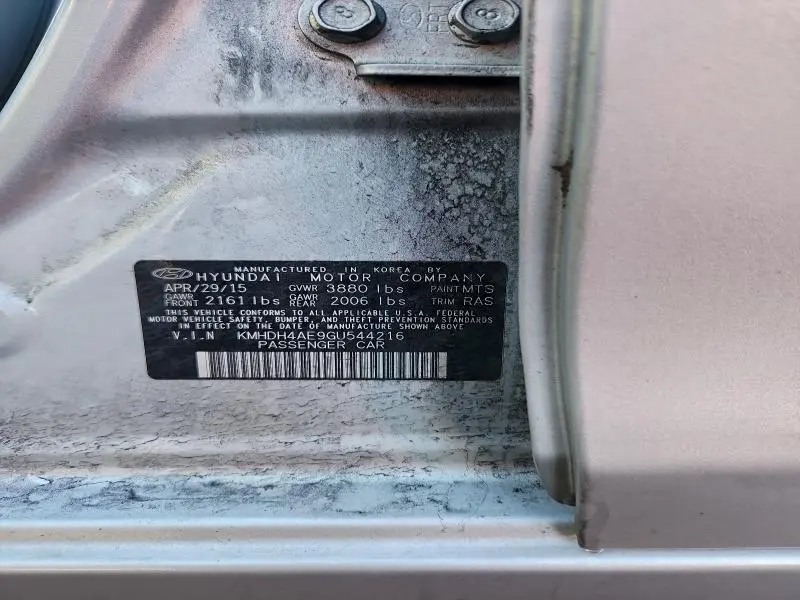 MANUFACTURED IN KOREA BY
HYUNDAI MOTOR COMPANY
APR/29/15 GVWR 3880 lbs PAINT MTS
GAWR FRONT 2161 lbs GAWR REAR 2006 lbs TRIM RAS
THIS VEHICLE CONFORMS TO ALL APPLICABLE U.S.A. FEDERAL
MOTOR VEHICLE SAFETY, BUMPER, AND THEFT PREVENTION STANDARDS
IN EFFECT ON THE DATE OF MANUFACTURE SHOWN ABOVE
V.I.N KMHDH4AE9GU544216
PASSENGER CAR